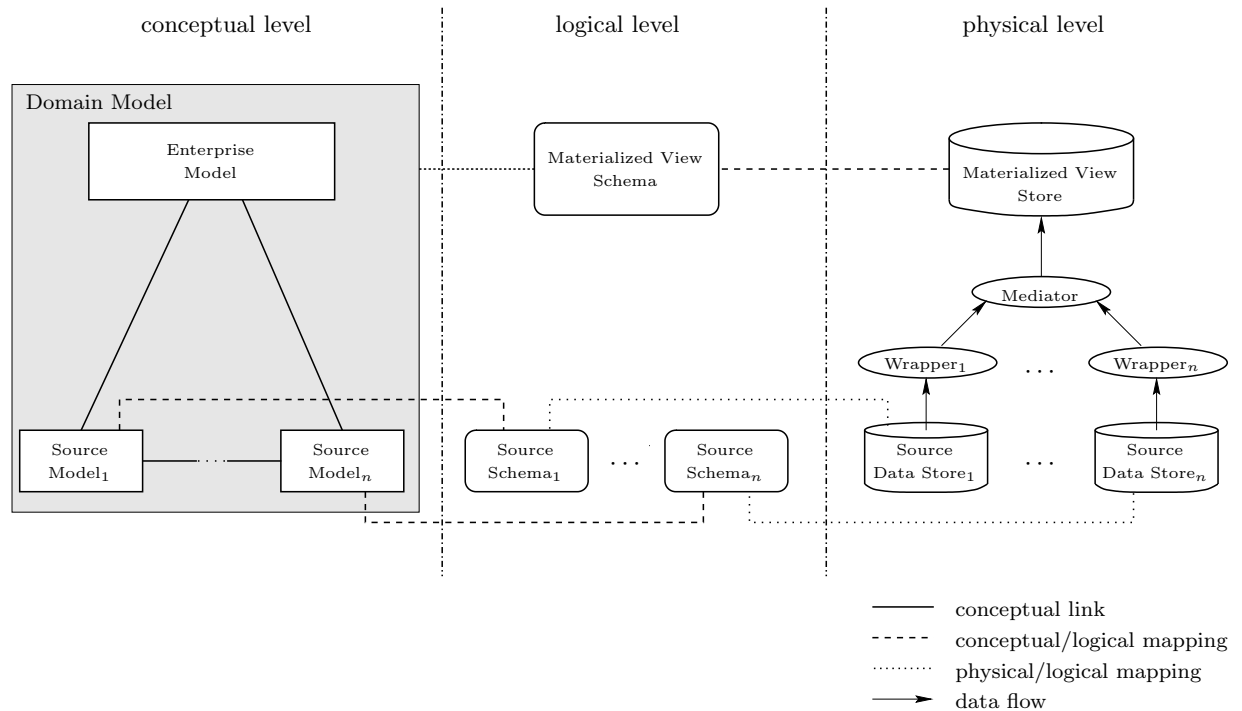 conceptual level
logical level
physical level
Domain Model
Enterprise
Model
Materialized View
Schema
Materialized View
Store
Mediator
Wrapper₁
. . .
Wrapperₙ
Source
Model₁
. . .
Source
Modelₙ
Source
Schema₁
. . .
Source
Schemaₙ
Source
Data Store₁
. . .
Source
Data Storeₙ
conceptual link
conceptual/logical mapping
physical/logical mapping
data flow